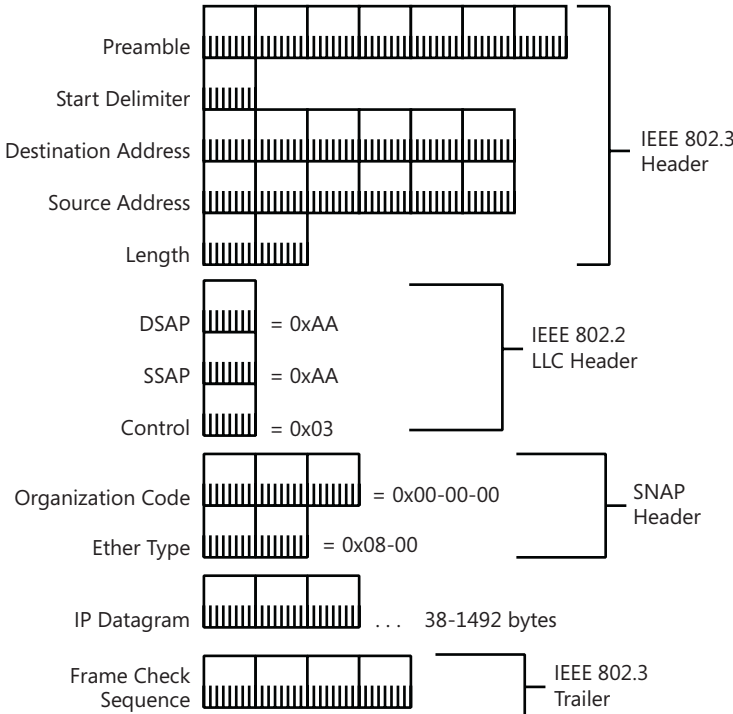 Preamble
Start Delimiter
Destination Address
Source Address
Length
IEEE 802.3
Header
DSAP
= 0xAA
SSAP
= 0xAA
Control
= 0x03
IEEE 802.2
LLC Header
Organization Code
= 0x00-00-00
Ether Type
= 0x08-00
SNAP
Header
IP Datagram
... 38-1492 bytes
Frame Check
Sequence
IEEE 802.3
Trailer